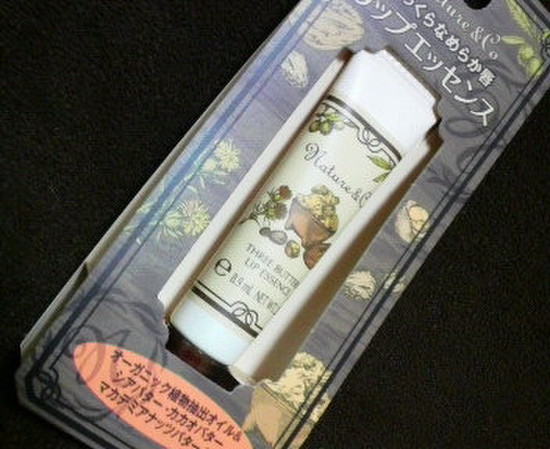 Nature & Co
っくらなめらか唇
リップエッセンス
Nature & Co
THREE BUTTER
LIP ESSENCE
8.9 mL NET WT
オーガニック植物抽出オイル&
シアバター・カカオバター
マカデミアナッツバター